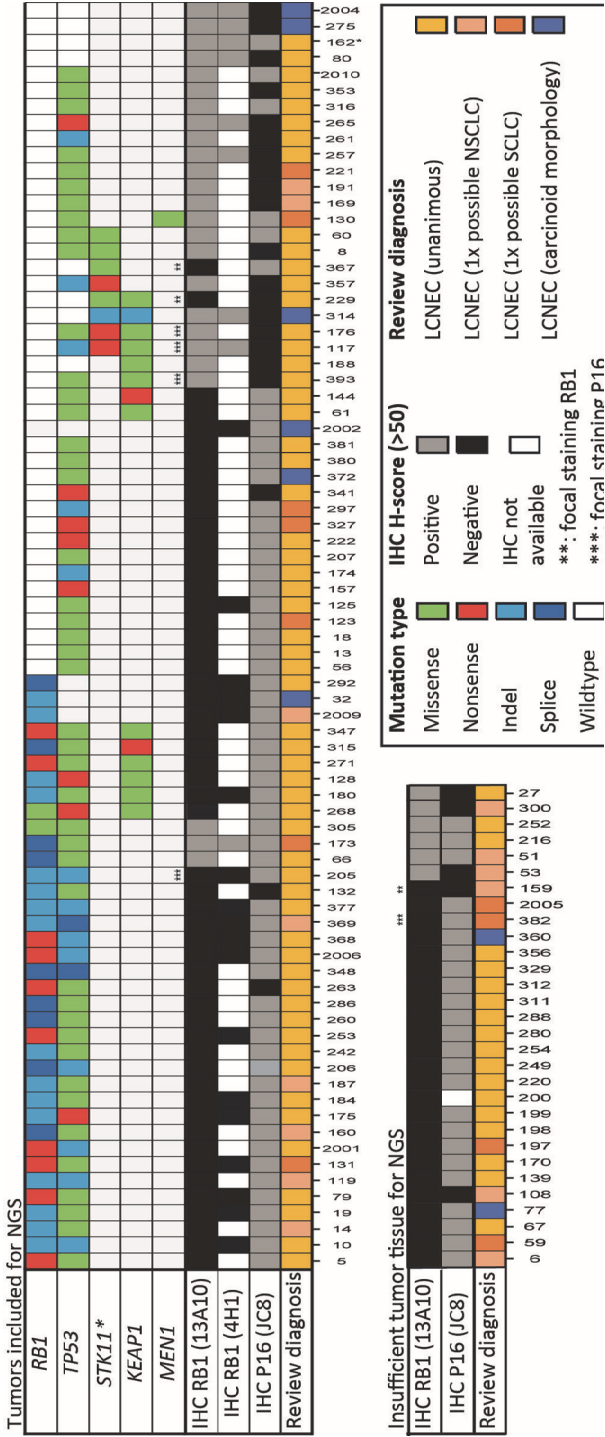 Tumors included for NGS
RB1
TP53
STK11*
KEAP1
MEN1
*** *** *** *** ** **
IHC RB1 (13A10)
IHC RB1 (4H1)
IHC P16 (JC8)
Review diagnosis
5 10 14 19 79 119 131 2001 160 175 184 187 206 242 253 260 286 263 348 2006 368 369 377 132 205 66 173 305 268 180 128 271 315 347 2009 32 292 56 13 18 123 125 157 174 207 222 327 297 341 372 380 381 2002 61 144 393 188 117 176 314 229 357 367 8 60 130 169 191 221 257 261 265 316 353 2010 80 162* 275 2004
Insufficient tumor tissue for NGS
*** **
IHC RB1 (13A10)
IHC P16 (JC8)
Review diagnosis
6 59 67 77 108 139 170 197 198 199 200 220 249 254 280 288 311 312 329 356 360 382 2005 159 53 51 216 252 300 27
Mutation type
Missense
Nonsense
Indel
Splice
Wildtype
IHC H-score (>50)
Positive
Negative
IHC not
available
**: focal staining RB1
***: focal staining P16
Review diagnosis
LCNEC (unanimous)
LCNEC (1x possible NSCLC)
LCNEC (1x possible SCLC)
LCNEC (carcinoid morphology)